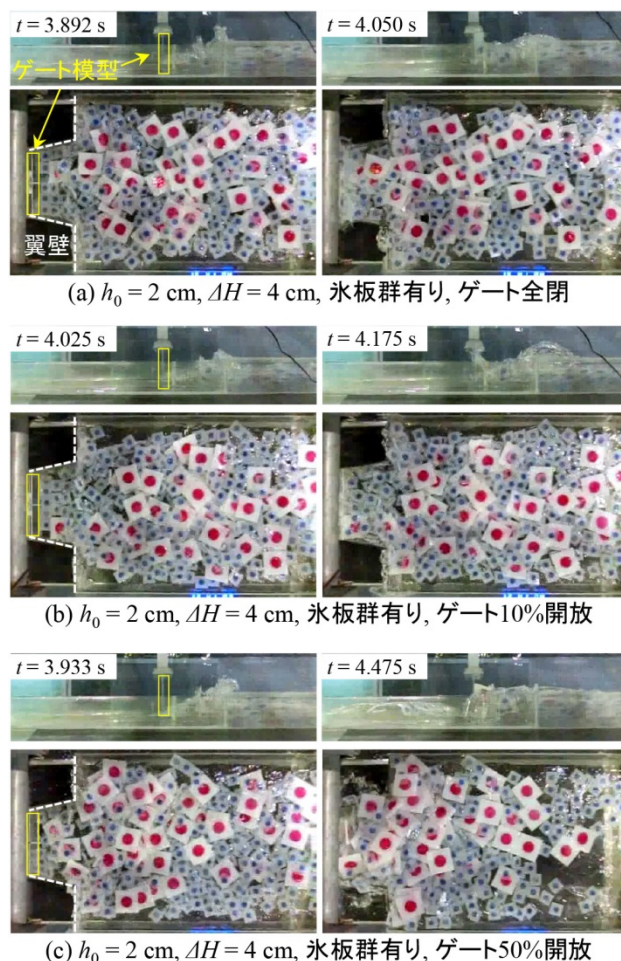 t = 3.892 s
t = 4.050 s
ゲート模型
翼壁
(a) h₀ = 2 cm, ΔH = 4 cm, 氷板群有り, ゲート全閉
t = 4.025 s
t = 4.175 s
(b) h₀ = 2 cm, ΔH = 4 cm, 氷板群有り, ゲート10%開放
t = 3.933 s
t = 4.475 s
(c) h₀ = 2 cm, ΔH = 4 cm, 氷板群有り, ゲート50%開放